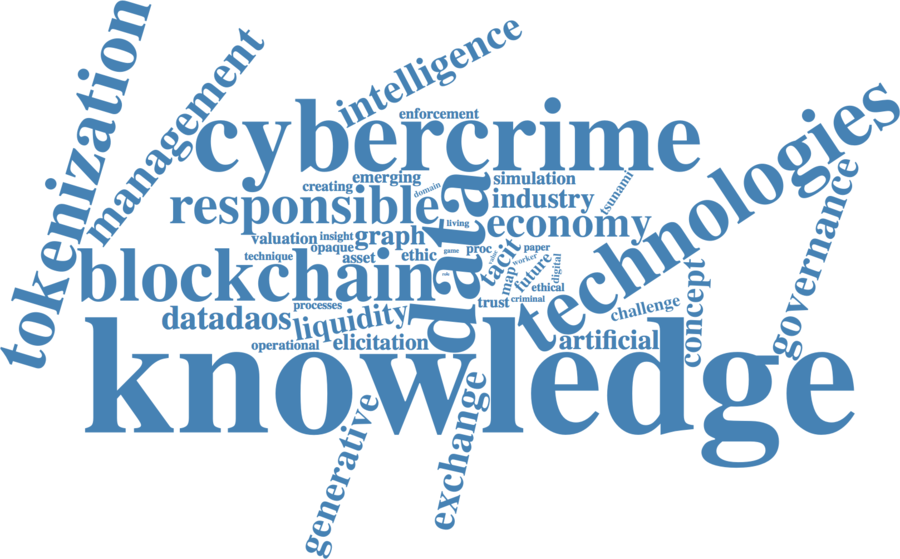 tokenization
management
intelligence
enforcement
cybercrime
technologies
emerging
simulation
creating
domain
tsunami
responsible
data
industry
governance
living
economy
valuation
insight
graph
opaque
proc
paper
technique
asset
ethic
game
tacit
value
worker
future
digital
blockchain
role
map
ethical
concept
trust
criminal
processes
challenge
datadaos
liquidity
operational
elicitation
artificial
knowledge
generative
exchange